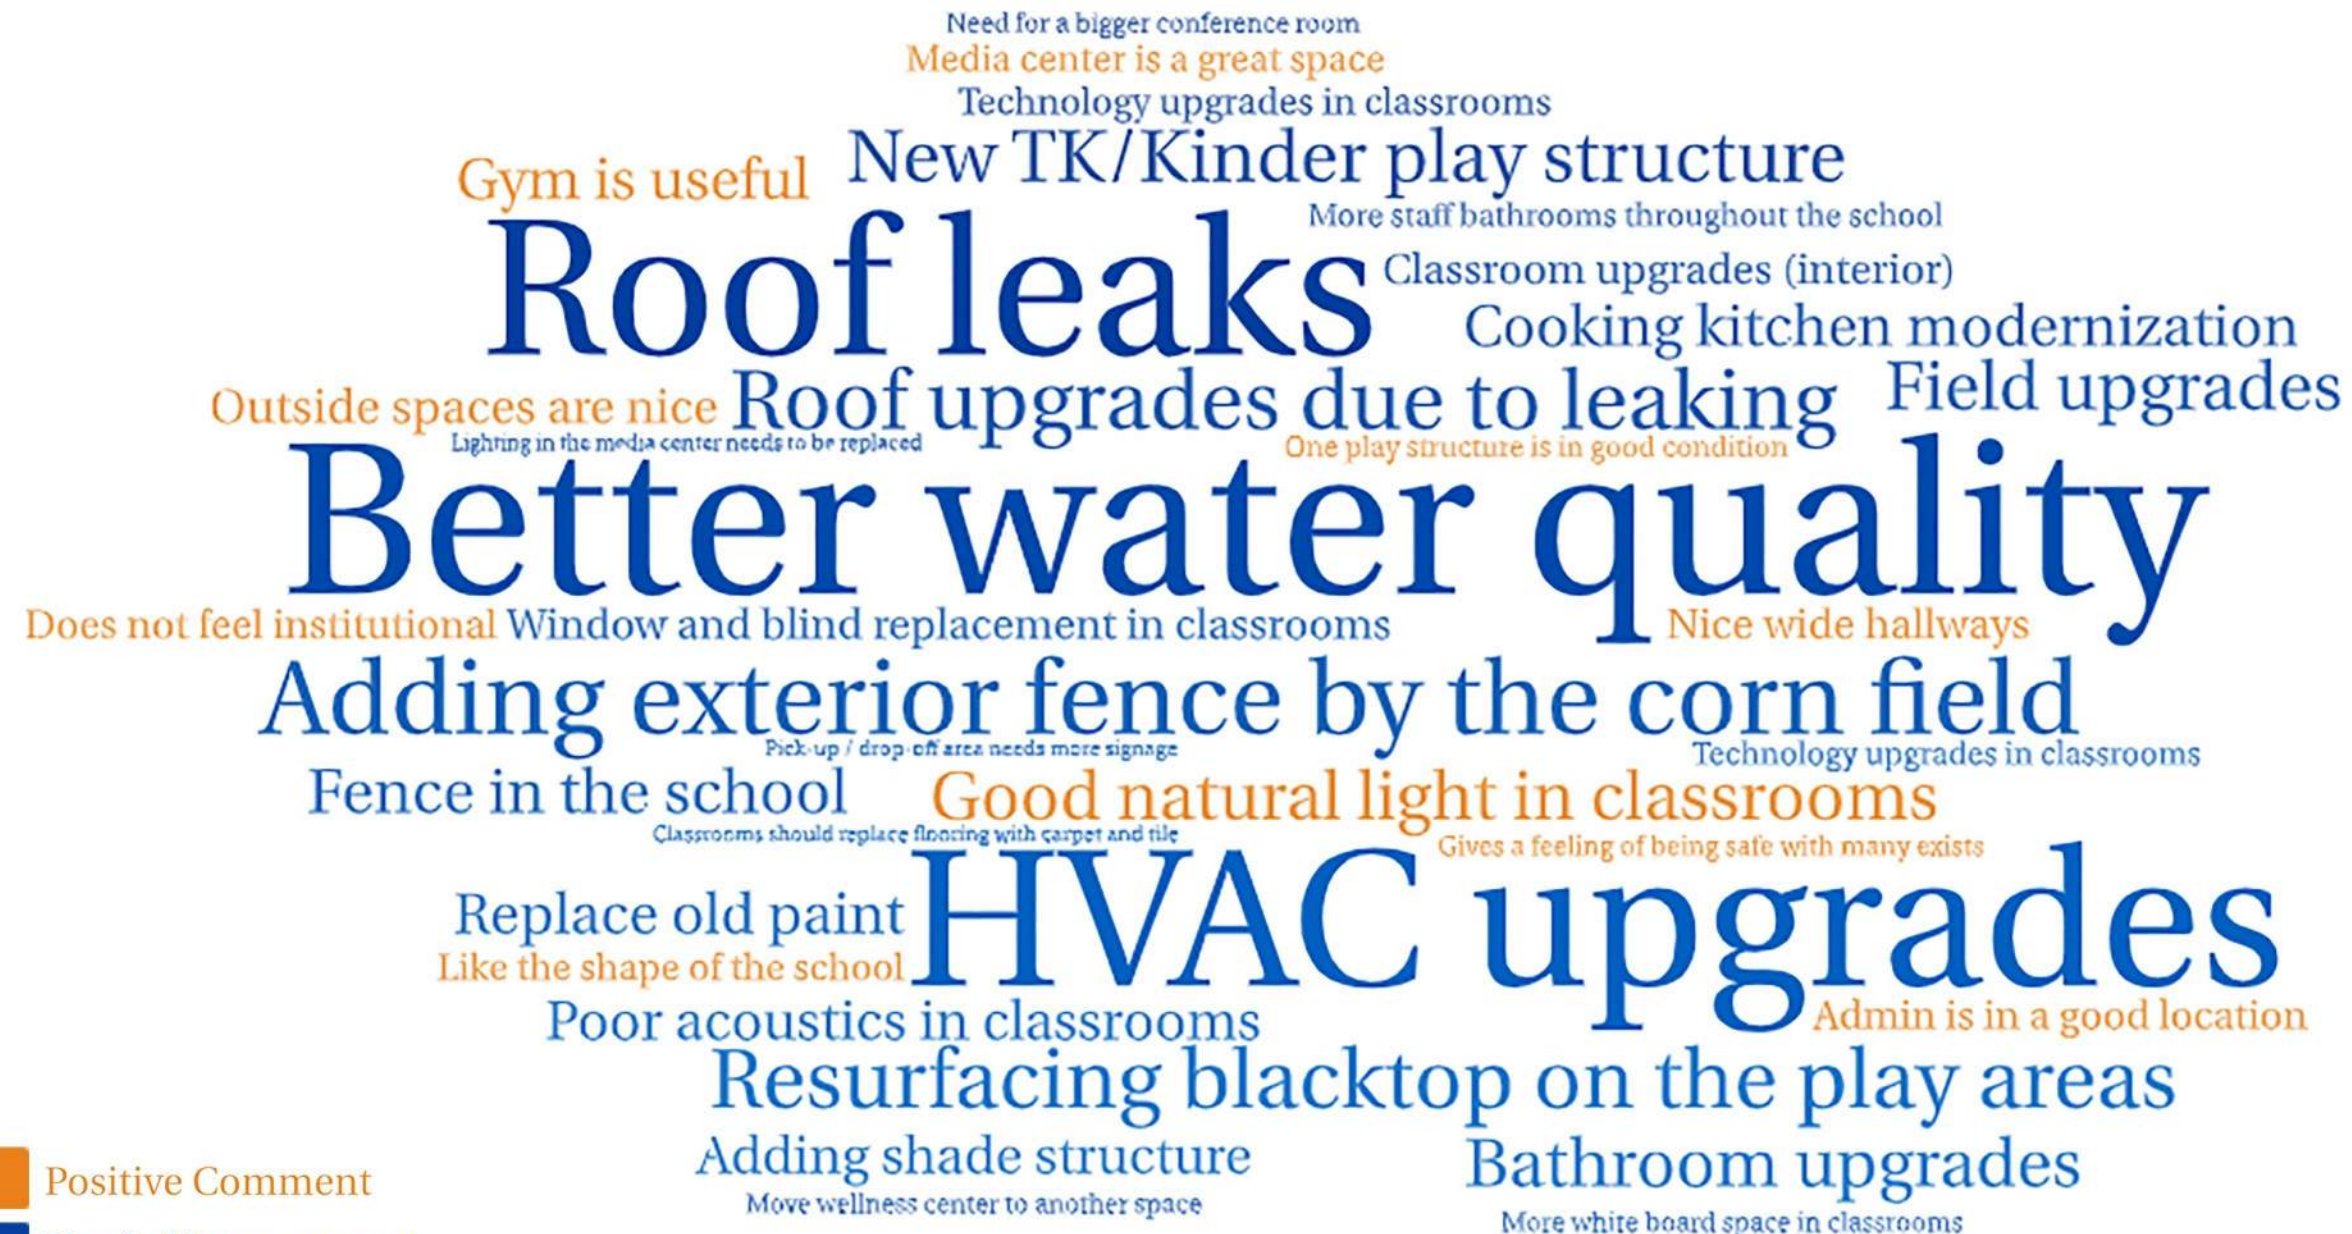 Need for a bigger conference room
Media center is a great space
Technology upgrades in classrooms
Gym is useful
New TK/Kinder play structure
More staff bathrooms throughout the school
Roof leaks
Classroom upgrades (interior)
Cooking kitchen modernization
Outside spaces are nice
Roof upgrades due to leaking
Field upgrades
Lighting in the media center needs to be replaced
One play structure is in good condition
Better water quality
Does not feel institutional
Window and blind replacement in classrooms
Nice wide hallways
Adding exterior fence by the corn field
Pick-up / drop-off area needs more signage
Technology upgrades in classrooms
Fence in the school
Good natural light in classrooms
Classrooms should replace flooring with carpet and tile
Gives a feeling of being safe with many exists
Replace old paint
HVAC upgrades
Like the shape of the school
Poor acoustics in classrooms
Admin is in a good location
Resurfacing blacktop on the play areas
Adding shade structure
Bathroom upgrades
Positive Comment
Move wellness center to another space
More white board space in classrooms